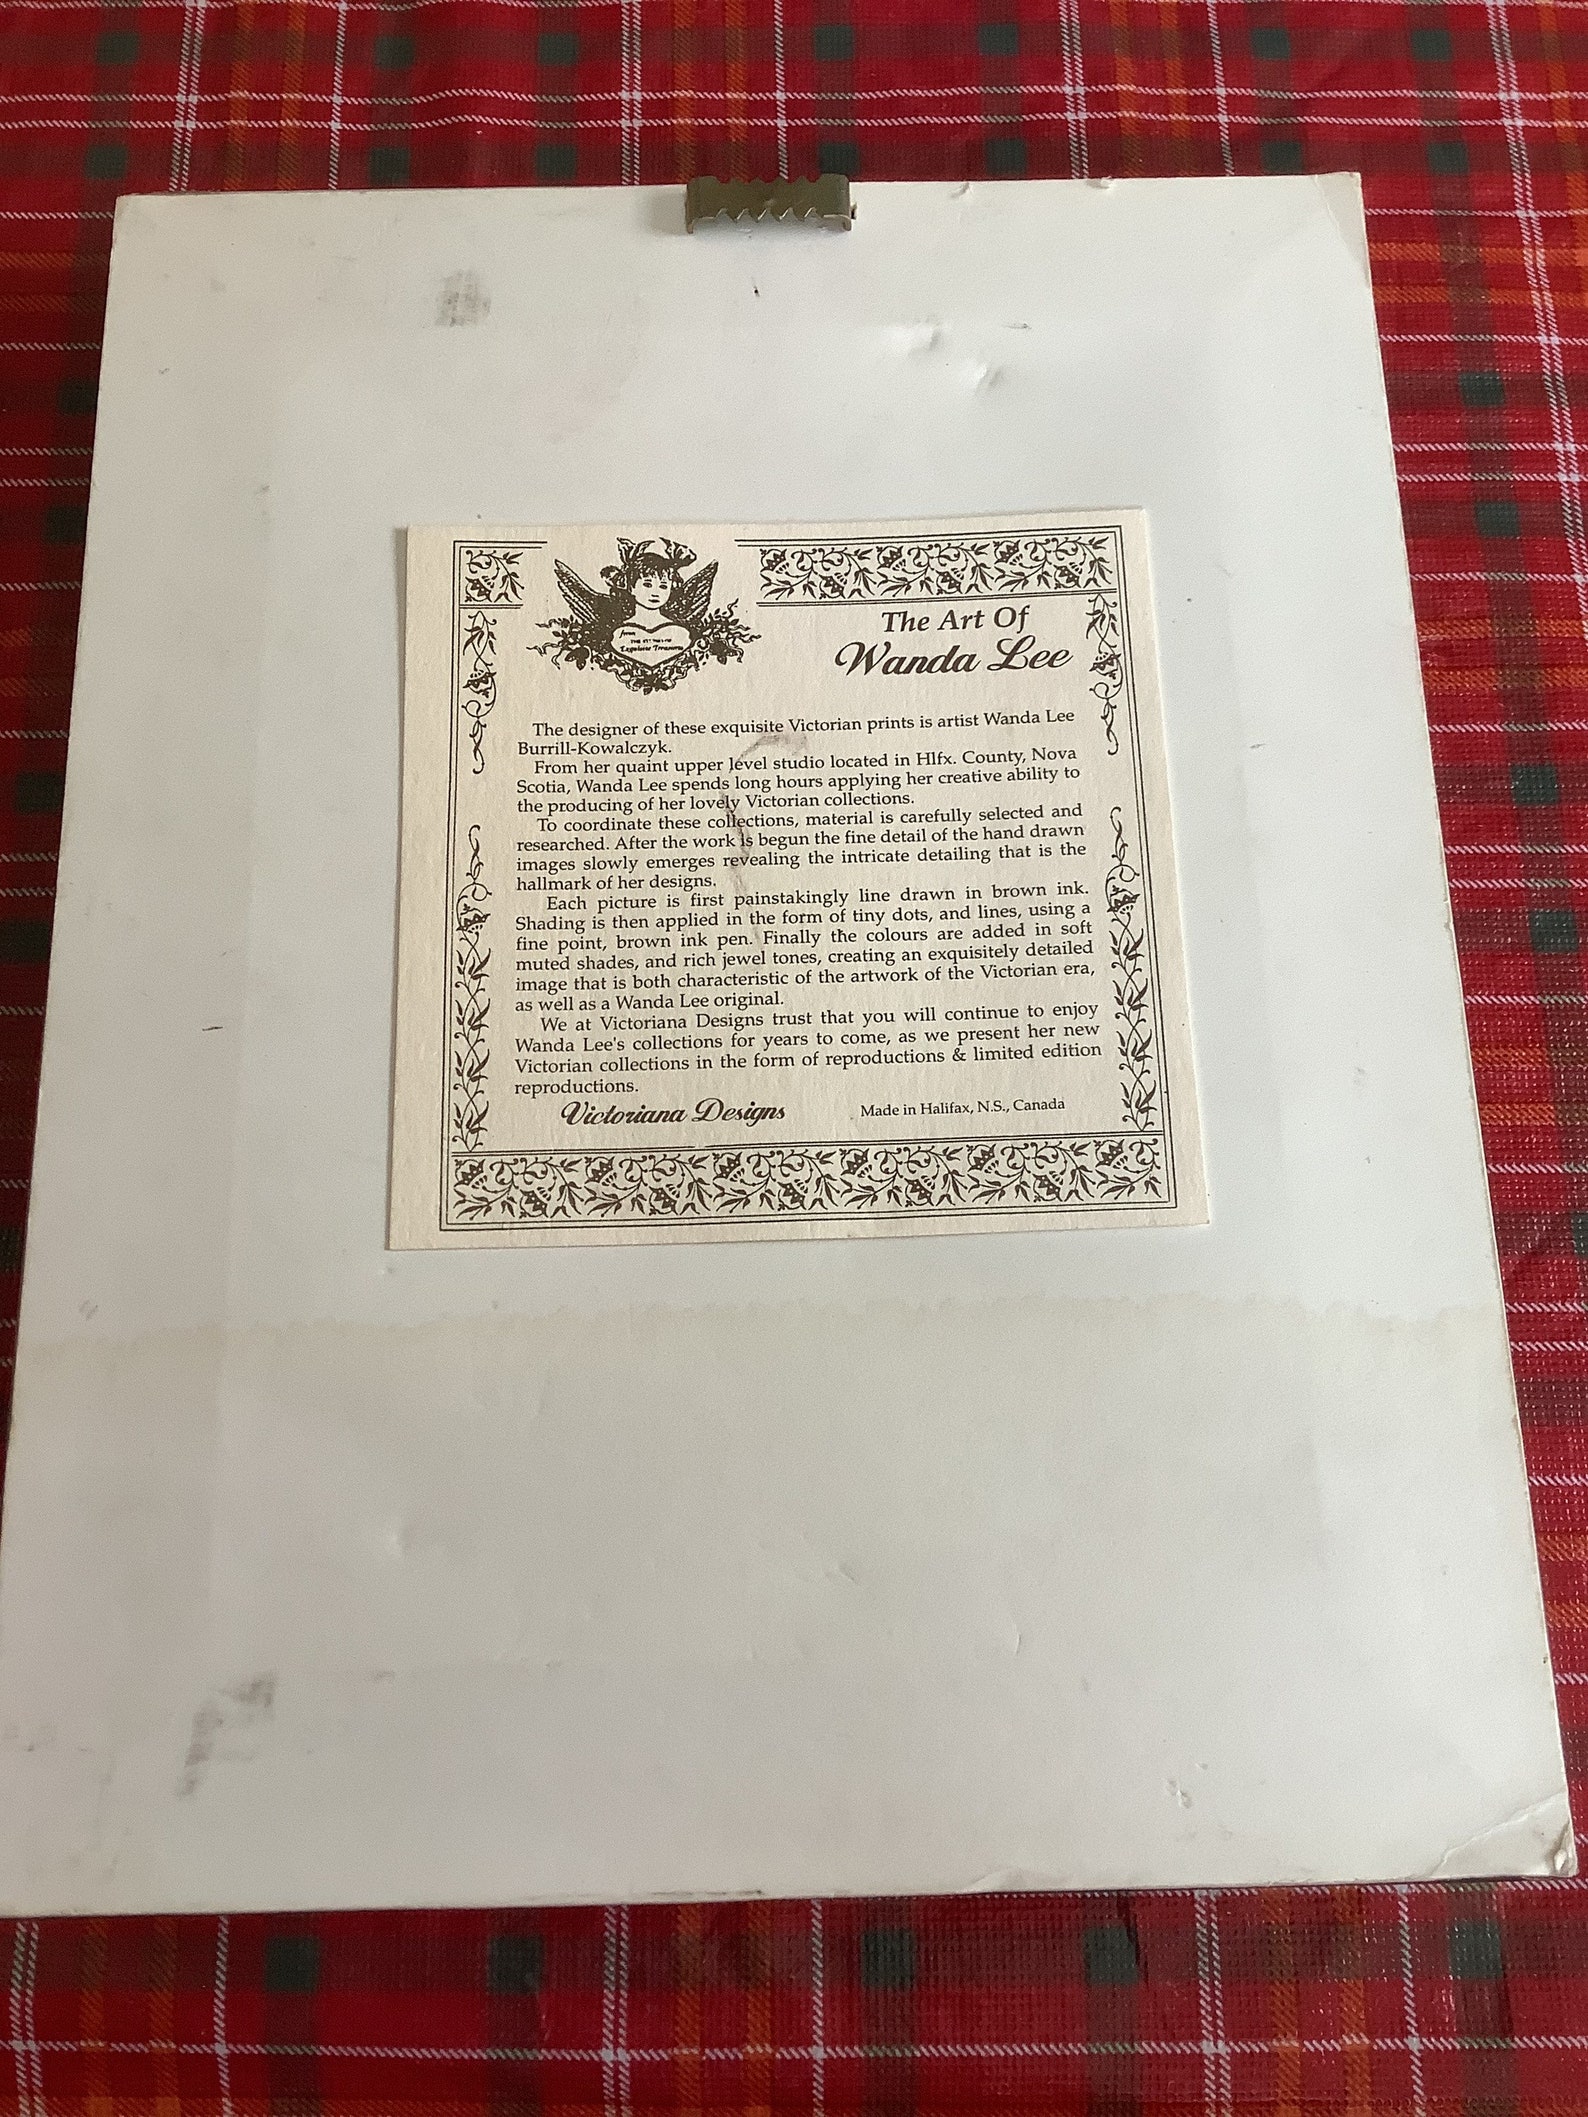 from
Exquisite Treasures
The Art Of
Wanda Lee
The designer of these exquisite Victorian prints is artist Wanda Lee
Burrill-Kowalczyk.
From her quaint upper level studio located in Hlfx. County, Nova
Scotia, Wanda Lee spends long hours applying her creative ability to
the producing of her lovely Victorian collections.
To coordinate these collections, material is carefully selected and
researched. After the work is begun the fine detail of the hand drawn
images slowly emerges revealing the intricate detailing that is the
hallmark of her designs.
Each picture is first painstakingly line drawn in brown ink.
Shading is then applied in the form of tiny dots, and lines, using a
fine point, brown ink pen. Finally the colours are added in soft
muted shades, and rich jewel tones, creating an exquisitely detailed
image that is both characteristic of the artwork of the Victorian era,
as well as a Wanda Lee original.
We at Victoriana Designs trust that you will continue to enjoy
Wanda Lee's collections for years to come, as we present her new
Victorian collections in the form of reproductions & limited edition
reproductions.
Victoriana Designs
Made in Halifax, N.S., Canada